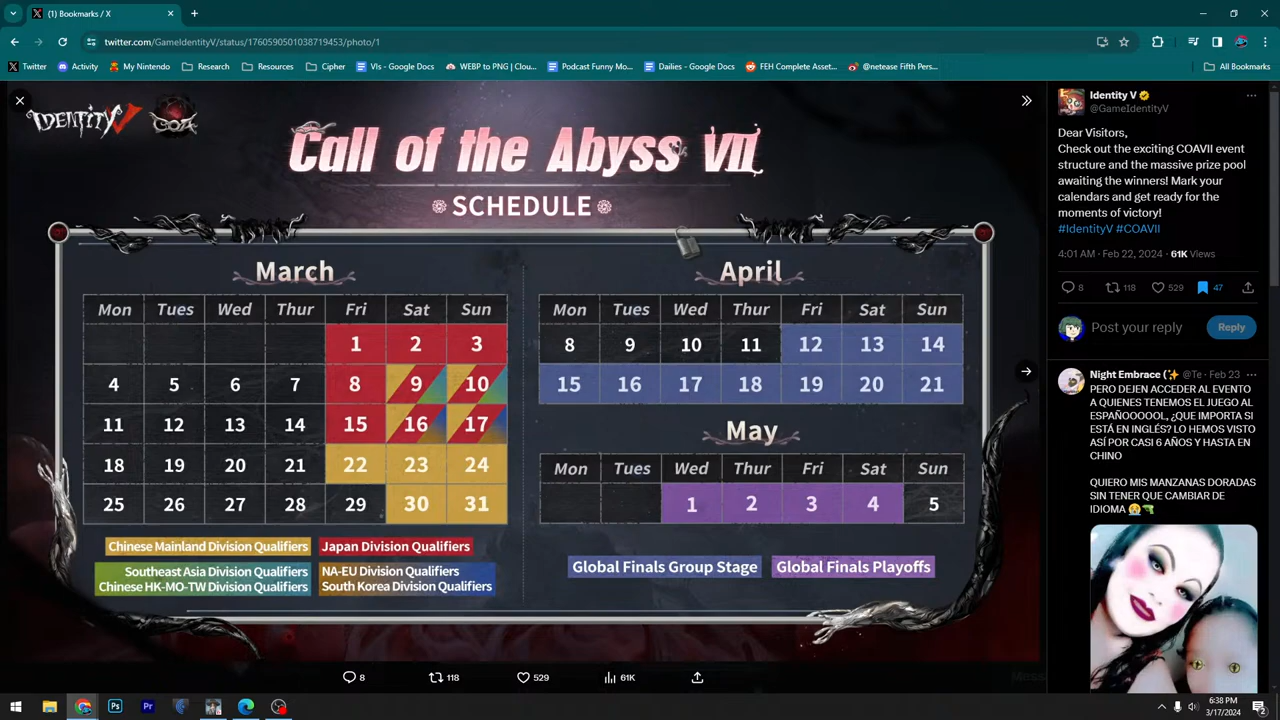 (1) Bookmarks / X
twitter.com/GameIdentityV/status/1760590501038719453/photo/1
Twitter
Activity
My Nintendo
Research
Resources
Cipher
VIs - Google Docs
WEBP to PNG | Clou...
Podcast Funny Mo...
Dailies - Google Docs
FEH Complete Asset...
@netease Fifth Pers...
All Bookmarks
IDENTITY V
COA
Call of the Abyss VII
SCHEDULE
March
Mon Tues Wed Thur Fri Sat Sun
1 2 3
4 5 6 7 8 9 10
11 12 13 14 15 16 17
18 19 20 21 22 23 24
25 26 27 28 29 30 31
Chinese Mainland Division Qualifiers
Japan Division Qualifiers
Southeast Asia Division Qualifiers
Chinese HK-MO-TW Division Qualifiers
NA-EU Division Qualifiers
South Korea Division Qualifiers
April
Mon Tues Wed Thur Fri Sat Sun
8 9 10 11 12 13 14
15 16 17 18 19 20 21
May
Mon Tues Wed Thur Fri Sat Sun
1 2 3 4 5
Global Finals Group Stage
Global Finals Playoffs
8
118
529
61K
Identity V
@GameIdentityV
Dear Visitors,
Check out the exciting COAVII event
structure and the massive prize pool
awaiting the winners! Mark your
calendars and get ready for the
moments of victory!
#IdentityV #COAVII
4:01 AM · Feb 22, 2024 · 61K Views
8 118 529 47
Post your reply
Reply
Night Embrace (✨ @Te · Feb 23
PERO DEJEN ACCEDER AL EVENTO
A QUIENES TENEMOS EL JUEGO AL
ESPAÑOOOOOL, ¿QUE IMPORTA SI
ESTÁ EN INGLÉS? LO HEMOS VISTO
ASÍ POR CASI 6 AÑOS Y HASTA EN
CHINO
QUIERO MIS MANZANAS DORADAS
SIN TENER QUE CAMBIAR DE
IDIOMA 😭🔫
6:38 PM
3/17/2024
2